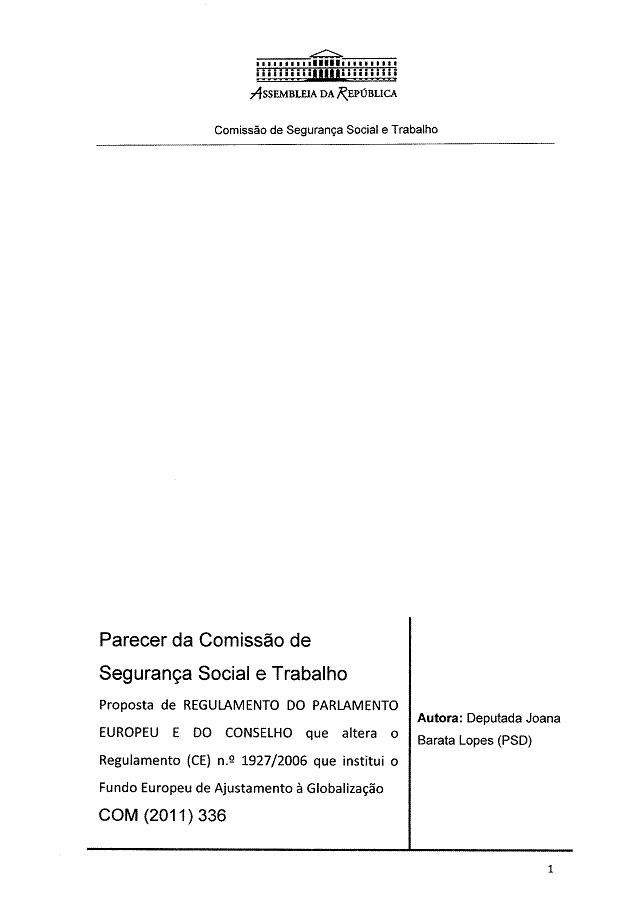 ASSEMBLEIA DA REPÚBLICA
Comissão de Segurança Social e Trabalho
Parecer da Comissão de
Segurança Social e Trabalho
Proposta de REGULAMENTO DO PARLAMENTO
EUROPEU E DO CONSELHO que altera o
Regulamento (CE) n.º 1927/2006 que institui o
Fundo Europeu de Ajustamento à Globalização
COM (2011) 336
Autora: Deputada Joana
Barata Lopes (PSD)
1